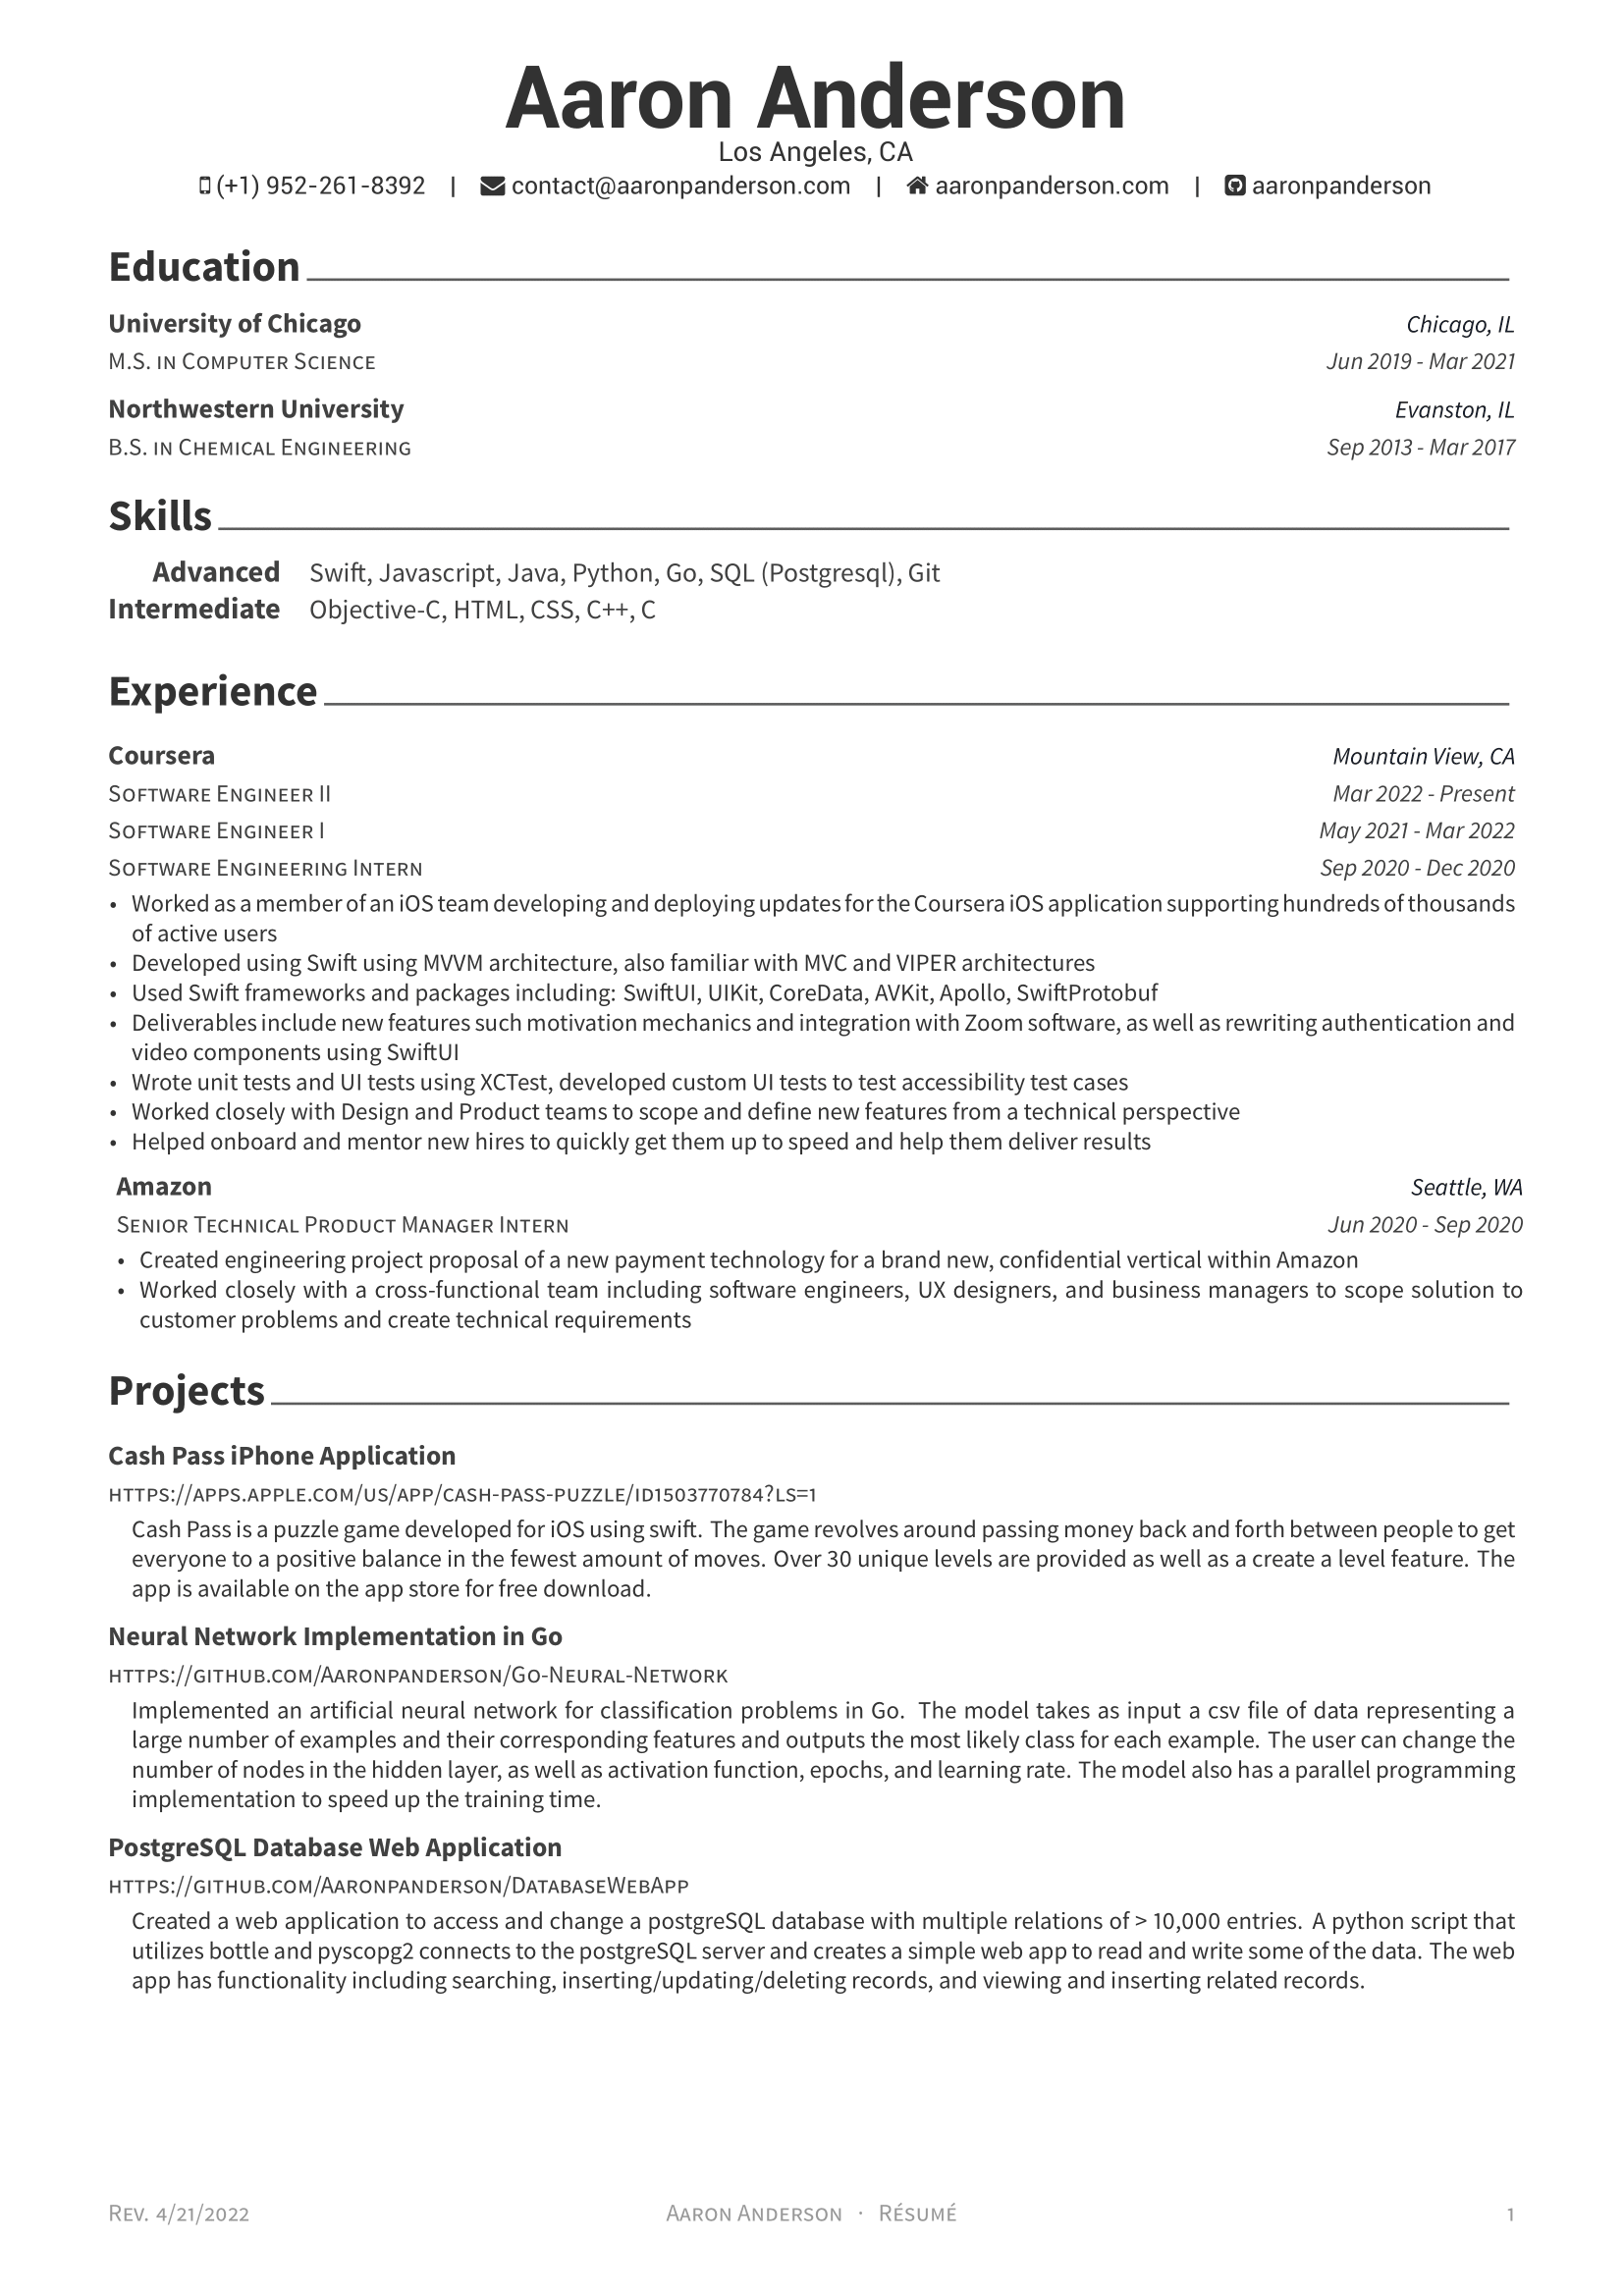 Aaron Anderson
Los Angeles, CA
(+1) 952-261-8392 | contact@aaronpanderson.com | aaronpanderson.com | aaronpanderson
Education
University of Chicago Chicago, IL
M.S. in Computer Science Jun 2019 - Mar 2021
Northwestern University Evanston, IL
B.S. in Chemical Engineering Sep 2013 - Mar 2017
Skills
Advanced Swift, Javascript, Java, Python, Go, SQL (Postgresql), Git
Intermediate Objective-C, HTML, CSS, C++, C
Experience
Coursera Mountain View, CA
Software Engineer II Mar 2022 - Present
Software Engineer I May 2021 - Mar 2022
Software Engineering Intern Sep 2020 - Dec 2020
• Worked as a member of an iOS team developing and deploying updates for the Coursera iOS application supporting hundreds of thousands
of active users
• Developed using Swift using MVVM architecture, also familiar with MVC and VIPER architectures
• Used Swift frameworks and packages including: SwiftUI, UIKit, CoreData, AVKit, Apollo, SwiftProtobuf
• Deliverables include new features such motivation mechanics and integration with Zoom software, as well as rewriting authentication and
video components using SwiftUI
• Wrote unit tests and UI tests using XCTest, developed custom UI tests to test accessibility test cases
• Worked closely with Design and Product teams to scope and define new features from a technical perspective
• Helped onboard and mentor new hires to quickly get them up to speed and help them deliver results
Amazon Seattle, WA
Senior Technical Product Manager Intern Jun 2020 - Sep 2020
• Created engineering project proposal of a new payment technology for a brand new, confidential vertical within Amazon
• Worked closely with a cross-functional team including software engineers, UX designers, and business managers to scope solution to
customer problems and create technical requirements
Projects
Cash Pass iPhone Application
https://apps.apple.com/us/app/cash-pass-puzzle/id1503770784?ls=1
Cash Pass is a puzzle game developed for iOS using swift. The game revolves around passing money back and forth between people to get
everyone to a positive balance in the fewest amount of moves. Over 30 unique levels are provided as well as a create a level feature. The
app is available on the app store for free download.
Neural Network Implementation in Go
https://github.com/Aaronpanderson/Go-Neural-Network
Implemented an artificial neural network for classification problems in Go. The model takes as input a csv file of data representing a
large number of examples and their corresponding features and outputs the most likely class for each example. The user can change the
number of nodes in the hidden layer, as well as activation function, epochs, and learning rate. The model also has a parallel programming
implementation to speed up the training time.
PostgreSQL Database Web Application
https://github.com/Aaronpanderson/DatabaseWebApp
Created a web application to access and change a postgreSQL database with multiple relations of > 10,000 entries. A python script that
utilizes bottle and pyscopg2 connects to the postgreSQL server and creates a simple web app to read and write some of the data. The web
app has functionality including searching, inserting/updating/deleting records, and viewing and inserting related records.
Rev. 4/21/2022 Aaron Anderson · Résumé 1